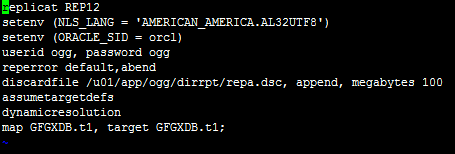 replicat REP12
setenv (NLS_LANG = 'AMERICAN_AMERICA.AL32UTF8')
setenv (ORACLE_SID = orcl)
userid ogg, password ogg
reperror default,abend
discardfile /u01/app/ogg/dirrpt/repa.dsc, append, megabytes 100
assumetargetdefs
dynamicresolution
map GFGXDB.t1, target GFGXDB.t1;
~